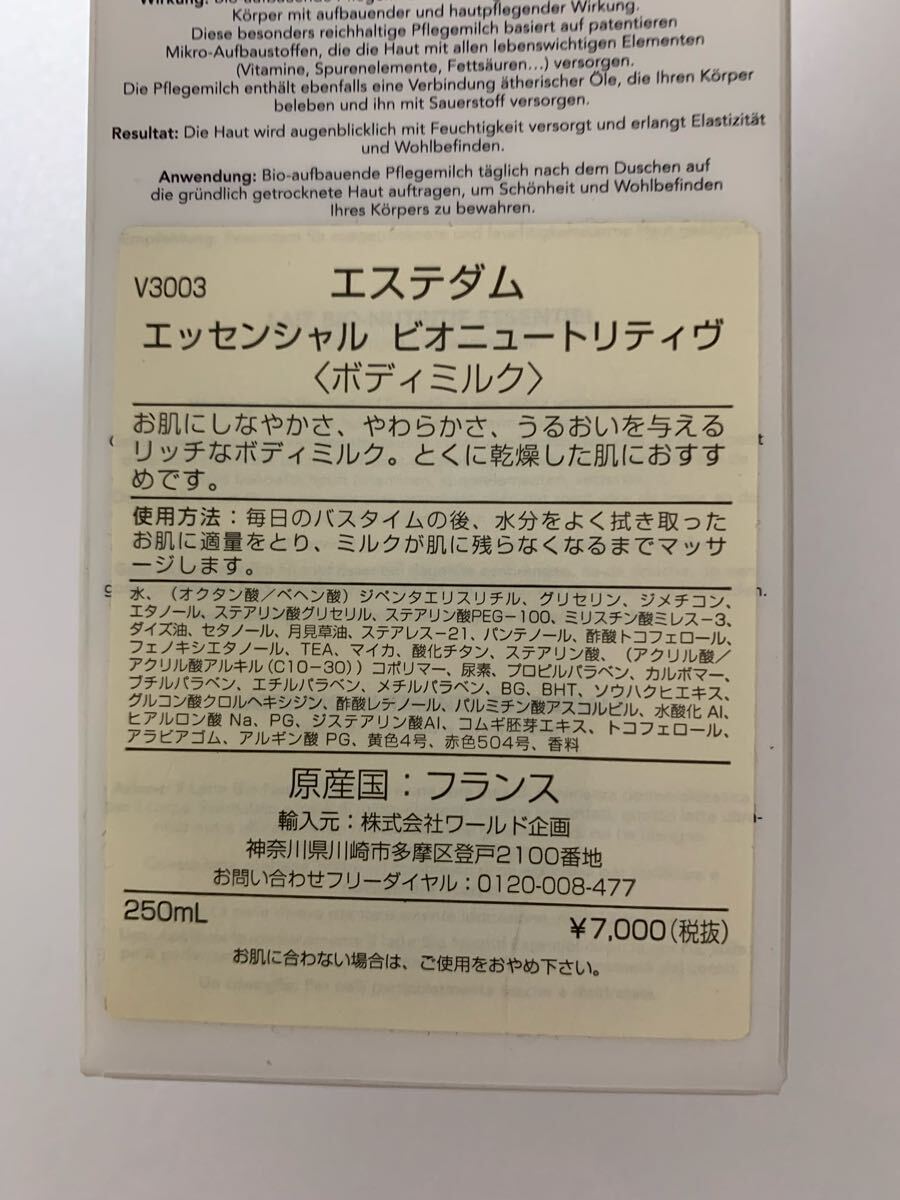 Körper mit aufbauender und hautpflegender Wirkung.
Diese besonders reichhaltige Pflegemilch basiert auf patentieren
Mikro-Aufbaustoffen, die die Haut mit allen lebenswichtigen Elementen
(Vitamine, Spurenelemente, Fettsäuren...) versorgen.
Die Pflegemilch enthält ebenfalls eine Verbindung ätherischer Öle, die Ihren Körper
beleben und ihn mit Sauerstoff versorgen.
Resultat: Die Haut wird augenblicklich mit Feuchtigkeit versorgt und erlangt Elastizität
und Wohlbefinden.
Anwendung: Bio-aufbauende Pflegemilch täglich nach dem Duschen auf
die gründlich getrocknete Haut auftragen, um Schönheit und Wohlbefinden
Ihres Körpers zu bewahren.
V3003 エステダム
エッセンシャル ビオニュートリティヴ
〈ボディミルク〉
お肌にしなやかさ、やわらかさ、うるおいを与える
リッチなボディミルク。とくに乾燥した肌におすす
めです。
使用方法：毎日のバスタイムの後、水分をよく拭き取った
お肌に適量をとり、ミルクが肌に残らなくなるまでマッサ
ージします。
水、（オクタン酸／ベヘン酸）ジペンタエリスリチル、グリセリン、ジメチコン、
エタノール、ステアリン酸グリセリル、ステアリン酸PEG－100、ミリスチン酸ミレス－3、
ダイズ油、セタノール、月見草油、ステアレス－21、パンテノール、酢酸トコフェロール、
フェノキシエタノール、TEA、マイカ、酸化チタン、ステアリン酸、（アクリル酸／
アクリル酸アルキル（C10－30））コポリマー、尿素、プロピルパラベン、カルボマー、
ブチルパラベン、エチルパラベン、メチルパラベン、BG、BHT、ソウハクヒエキス、
グルコン酸クロルヘキシジン、酢酸レチノール、パルミチン酸アスコルビル、水酸化 Al、
ヒアルロン酸 Na、PG、ジステアリン酸Al、コムギ胚芽エキス、トコフェロール、
アラビアゴム、アルギン酸 PG、黄色4号、赤色504号、香料
原産国：フランス
輸入元：株式会社ワールド企画
神奈川県川崎市多摩区登戸2100番地
お問い合わせフリーダイヤル：0120-008-477
250mL ￥7,000（税抜）
お肌に合わない場合は、ご使用をおやめ下さい。